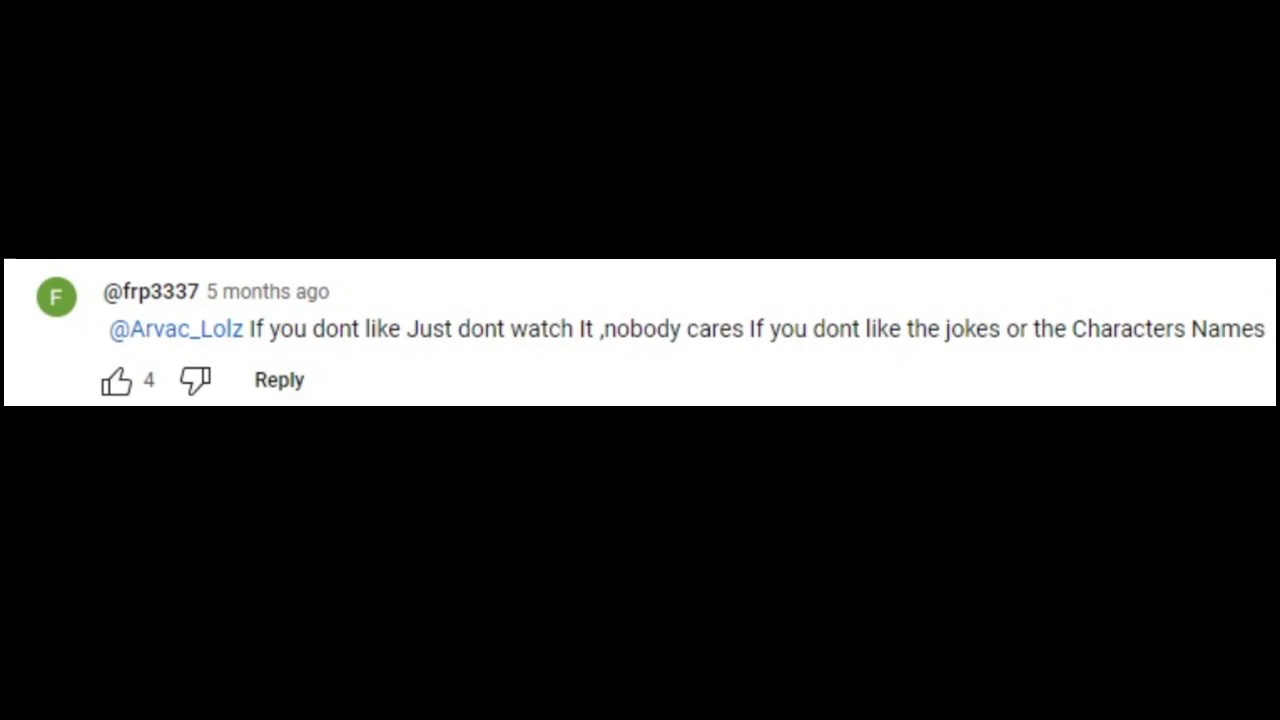 F
@frp3337 5 months ago
@Arvac_Lolz If you dont like Just dont watch It ,nobody cares If you dont like the jokes or the Characters Names
4 Reply